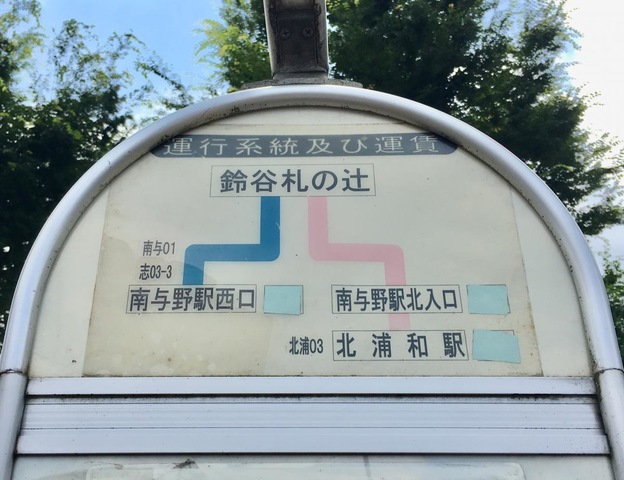 運行系統及び運賃
鈴谷札の辻
南与01
志03-3
南与野駅西口
南与野駅北入口
北浦03
北浦和駅